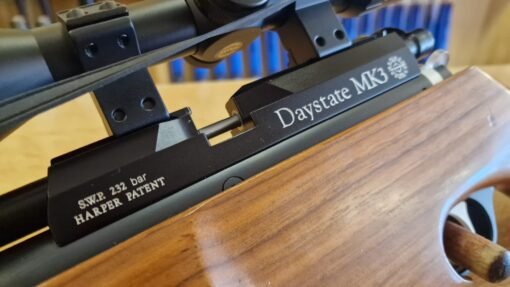 Daystate MK3
S.W.P. 232 bar
HARPER PATENT